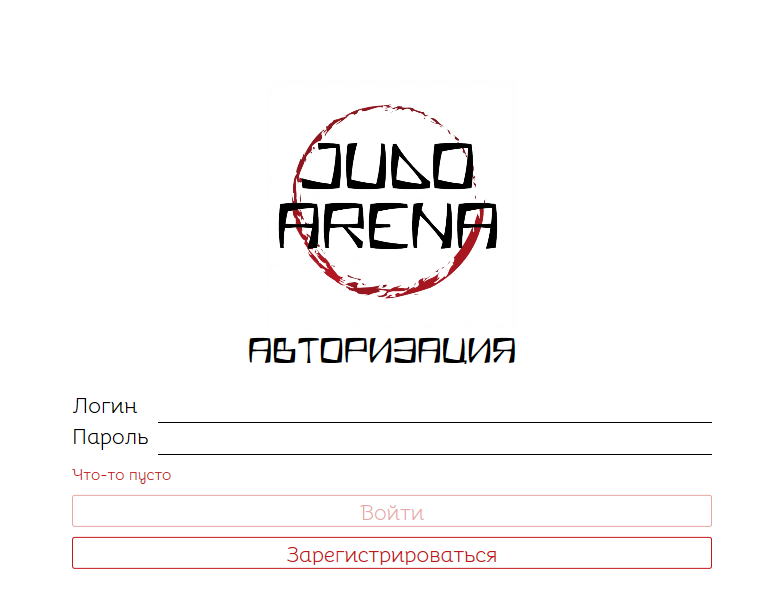 JUDO
ARENA
АВТОРИЗАЦИЯ
Логин
Пароль
Что-то пусто
Войти
Зарегистрироваться